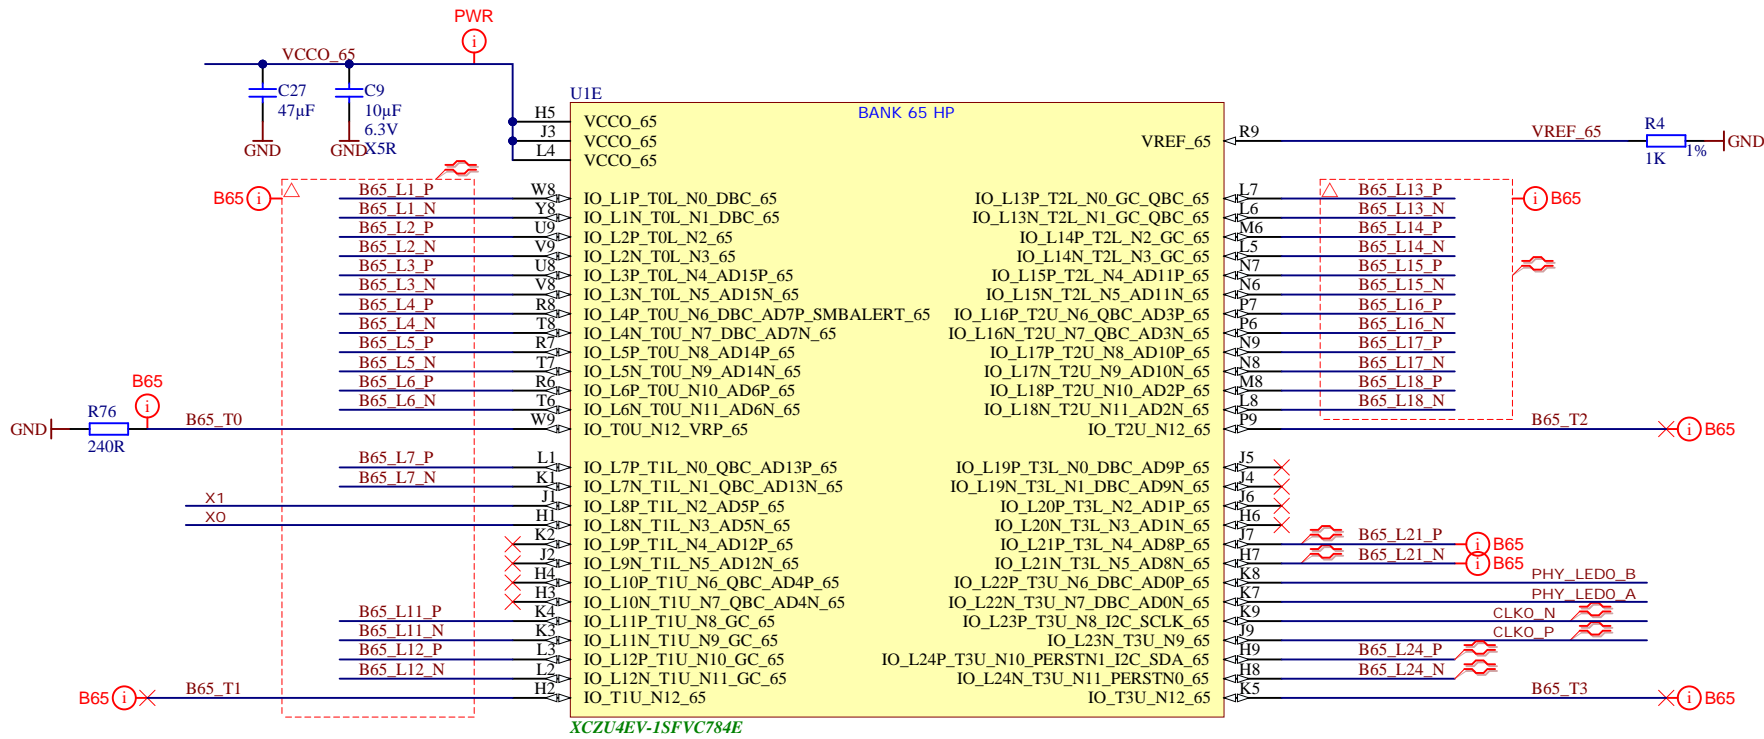 PWR
i
VCCO_65
C27
47µF
GND
C9
10µF
6.3V
X5R
GND
U1E
BANK 65 HP
H5 VCCO_65
J3 VCCO_65
L4 VCCO_65
VREF_65 R9 VREF_65
R4
1K
1%
GND
B65 i
B65_L1_P W8 IO_L1P_T0L_N0_DBC_65
B65_L1_N Y8 IO_L1N_T0L_N1_DBC_65
B65_L2_P U9 IO_L2P_T0L_N2_65
B65_L2_N V9 IO_L2N_T0L_N3_65
B65_L3_P U8 IO_L3P_T0L_N4_AD15P_65
B65_L3_N V8 IO_L3N_T0L_N5_AD15N_65
B65_L4_P R8 IO_L4P_T0U_N6_DBC_AD7P_SMBALERT_65
B65_L4_N T8 IO_L4N_T0U_N7_DBC_AD7N_65
B65_L5_P R7 IO_L5P_T0U_N8_AD14P_65
B65_L5_N T7 IO_L5N_T0U_N9_AD14N_65
B65_L6_P R6 IO_L6P_T0U_N10_AD6P_65
B65_L6_N T6 IO_L6N_T0U_N11_AD6N_65
B65
i
GND
R76
240R
B65_T0 W9 IO_T0U_N12_VRP_65
B65_L7_P L1 IO_L7P_T1L_N0_QBC_AD13P_65
B65_L7_N K1 IO_L7N_T1L_N1_QBC_AD13N_65
X1 J1 IO_L8P_T1L_N2_AD5P_65
X0 H1 IO_L8N_T1L_N3_AD5N_65
K2 IO_L9P_T1L_N4_AD12P_65
J2 IO_L9N_T1L_N5_AD12N_65
H4 IO_L10P_T1U_N6_QBC_AD4P_65
H3 IO_L10N_T1U_N7_QBC_AD4N_65
B65_L11_P K4 IO_L11P_T1U_N8_GC_65
B65_L11_N K3 IO_L11N_T1U_N9_GC_65
B65_L12_P L3 IO_L12P_T1U_N10_GC_65
B65_L12_N L2 IO_L12N_T1U_N11_GC_65
B65 i B65_T1 H2 IO_T1U_N12_65
IO_L13P_T2L_N0_GC_QBC_65 L7 B65_L13_P
i B65
IO_L13N_T2L_N1_GC_QBC_65 L6 B65_L13_N
IO_L14P_T2L_N2_GC_65 M6 B65_L14_P
IO_L14N_T2L_N3_GC_65 L5 B65_L14_N
IO_L15P_T2L_N4_AD11P_65 N7 B65_L15_P
IO_L15N_T2L_N5_AD11N_65 N6 B65_L15_N
IO_L16P_T2U_N6_QBC_AD3P_65 P7 B65_L16_P
IO_L16N_T2U_N7_QBC_AD3N_65 P6 B65_L16_N
IO_L17P_T2U_N8_AD10P_65 N9 B65_L17_P
IO_L17N_T2U_N9_AD10N_65 N8 B65_L17_N
IO_L18P_T2U_N10_AD2P_65 M8 B65_L18_P
IO_L18N_T2U_N11_AD2N_65 L8 B65_L18_N
IO_T2U_N12_65 P9 B65_T2 i B65
IO_L19P_T3L_N0_DBC_AD9P_65 J5
IO_L19N_T3L_N1_DBC_AD9N_65 J4
IO_L20P_T3L_N2_AD1P_65 J6
IO_L20N_T3L_N3_AD1N_65 H6
IO_L21P_T3L_N4_AD8P_65 J7 B65_L21_P i B65
IO_L21N_T3L_N5_AD8N_65 H7 B65_L21_N i B65
IO_L22P_T3U_N6_DBC_AD0P_65 K8 PHY_LED0_B
IO_L22N_T3U_N7_DBC_AD0N_65 K7 PHY_LED0_A
IO_L23P_T3U_N8_I2C_SCLK_65 K9 CLK0_N
IO_L23N_T3U_N9_65 J9 CLK0_P
IO_L24P_T3U_N10_PERSTN1_I2C_SDA_65 H9 B65_L24_P
IO_L24N_T3U_N11_PERSTN0_65 H8 B65_L24_N
IO_T3U_N12_65 K5 B65_T3 i B65
XCZU4EV-1SFVC784E